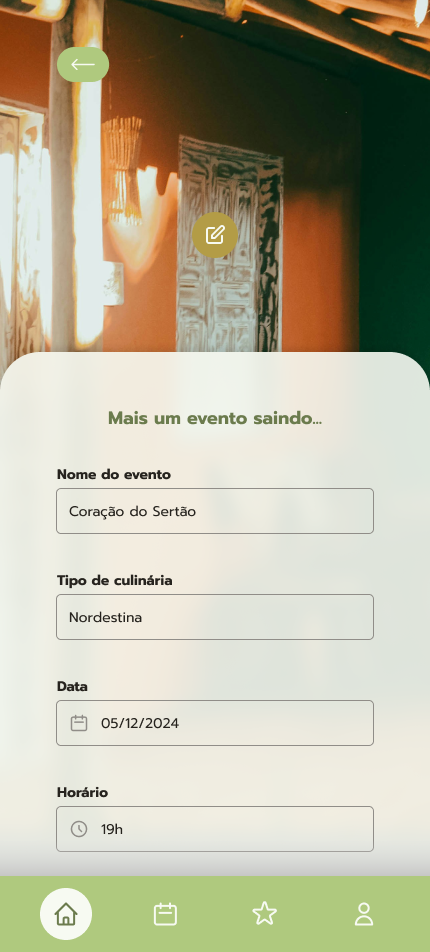 Mais um evento saindo...
Nome do evento
Coração do Sertão
Tipo de culinária
Nordestina
Data
05/12/2024
Horário
19h